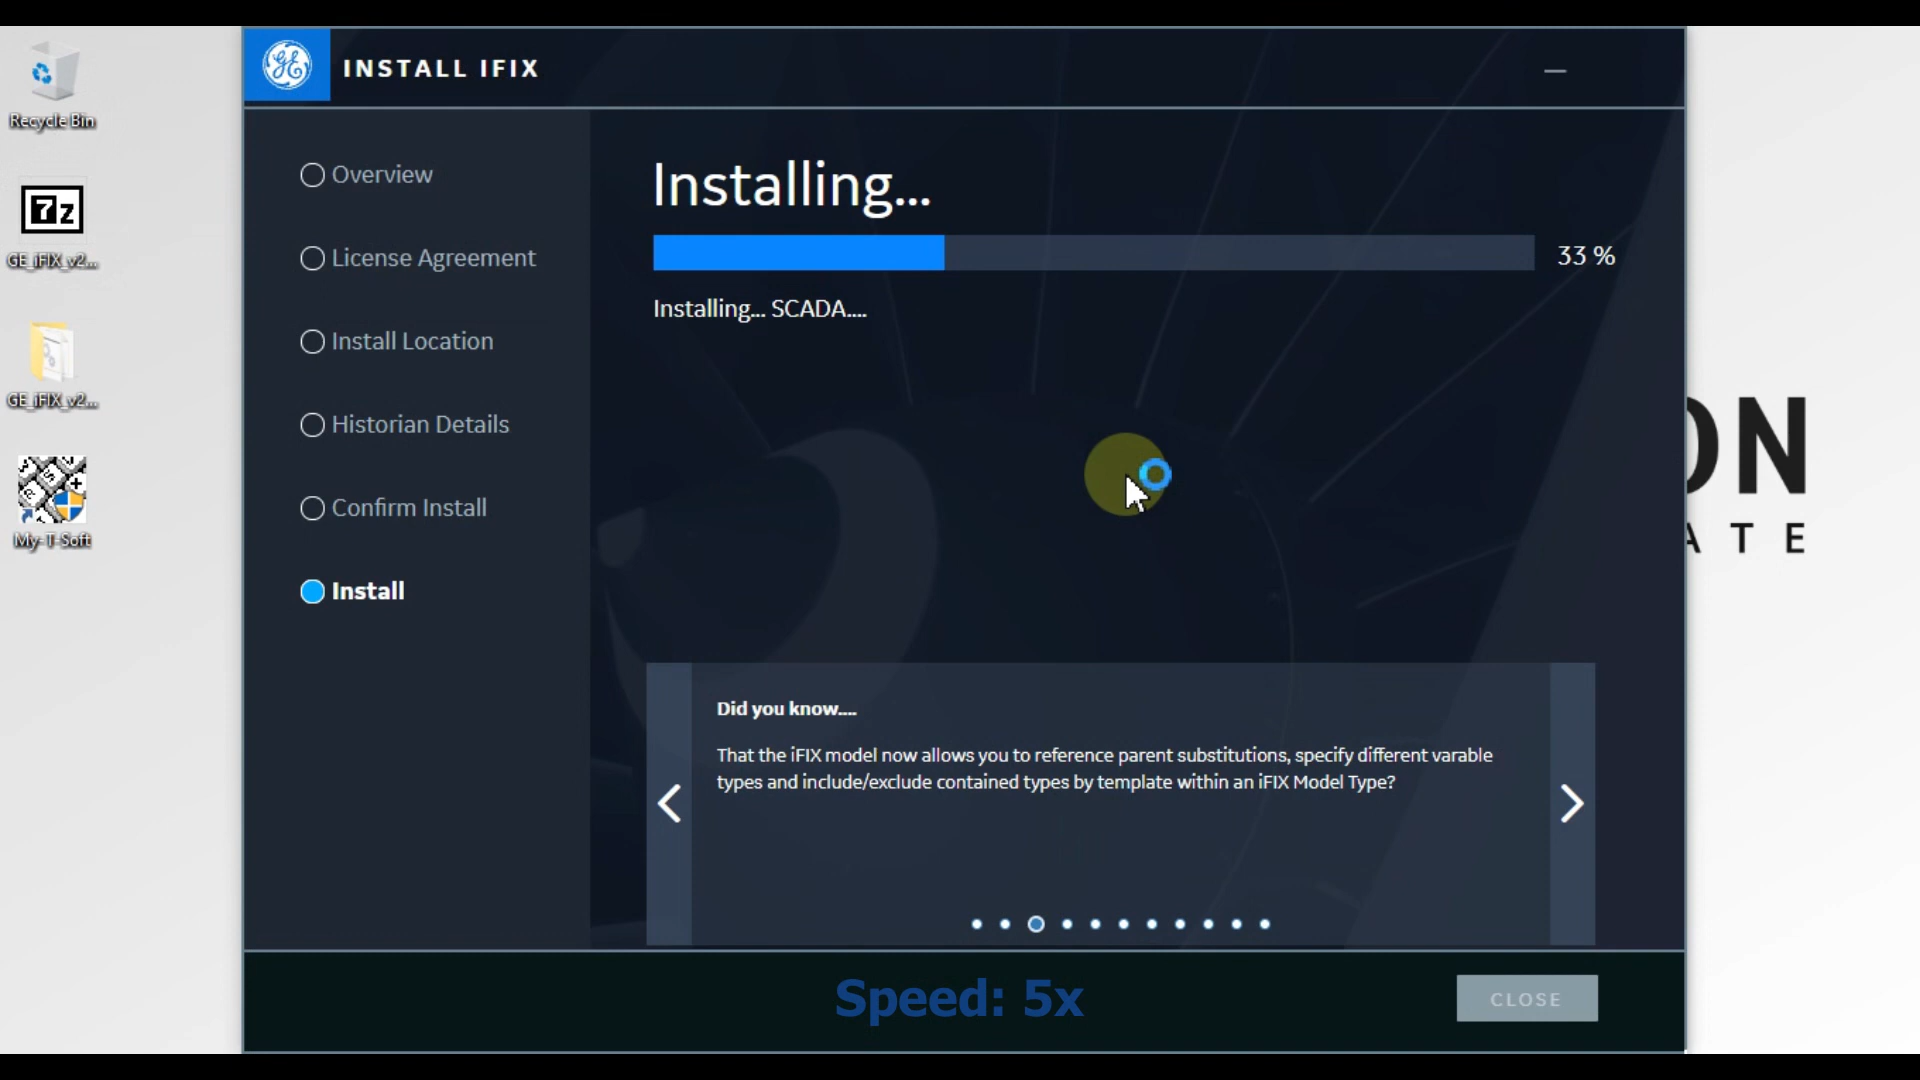 INSTALL IFIX
Recycle Bin
7z
GE_iFIX_v2...
GE_iFIX_v2...
My-T-Soft
Overview
License Agreement
Install Location
Historian Details
Confirm Install
Install
Installing...
33 %
Installing... SCADA....
ON
ATE
Did you know....
That the iFIX model now allows you to reference parent substitutions, specify different varable
types and include/exclude contained types by template within an iFIX Model Type?
Speed: 5x
CLOSE